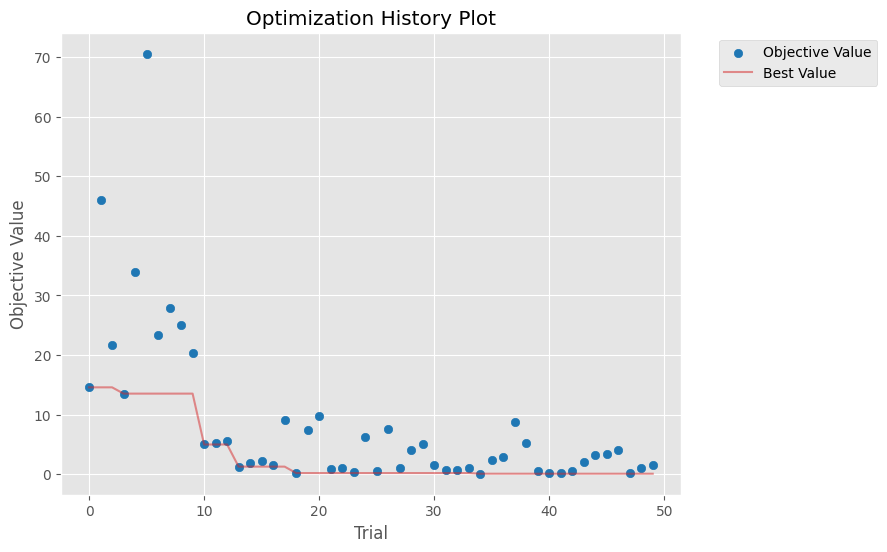 Optimization History Plot
Objective Value
Best Value
70
60
50
40
30
20
10
0
Objective Value
0 10 20 30 40 50
Trial